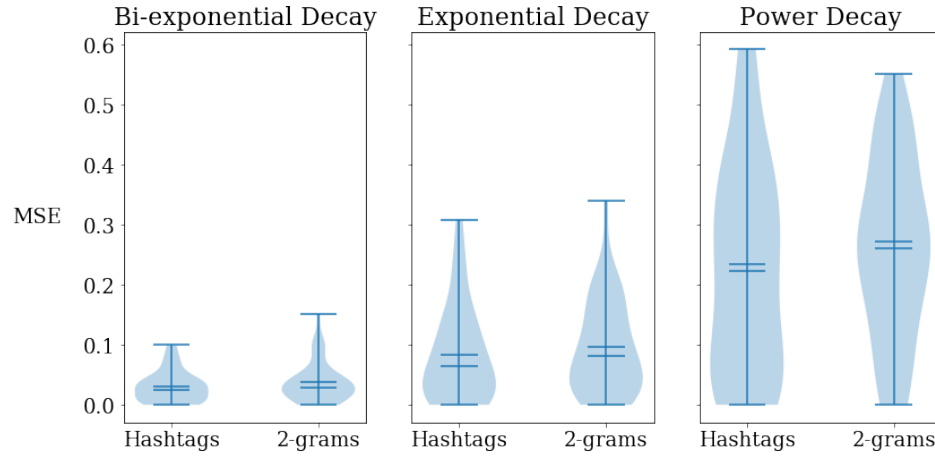 Bi-exponential Decay Exponential Decay Power Decay
0.6
0.5
0.4
0.3
MSE
0.2
0.1
0.0
Hashtags 2-grams Hashtags 2-grams Hashtags 2-grams